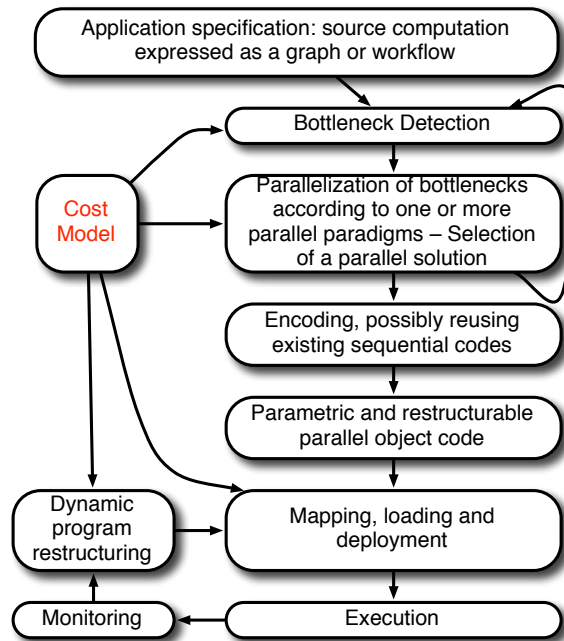 Application specification: source computation
expressed as a graph or workflow
Bottleneck Detection
Cost
Model
Parallelization of bottlenecks
according to one or more
parallel paradigms – Selection
of a parallel solution
Encoding, possibly reusing
existing sequential codes
Parametric and restructurable
parallel object code
Dynamic
program
restructuring
Mapping, loading and
deployment
Monitoring
Execution